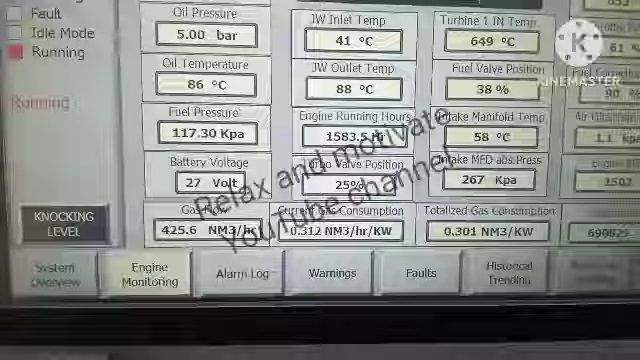 Fault
Idle Mode
Running
Running
Oil Pressure
5.00 bar
JW Inlet Temp
41 °C
Turbine 1 IN Temp.
649 °C
Oil Temperature
86 °C
JW Outlet Temp
88 °C
Fuel Valve Position
38 %
Fuel Pressure
117.30 Kpa
Engine Running Hours
1583.5 Hr
Intake Manifold Temp
58 °C
Battery Voltage
27 Volt
Turbo Valve Position
25%
Intake MFD abs.Press
267 Kpa
Gas Flow
425.6 NM3/hr
Current Gas Consumption
0.312 NM3/hr/KW
Totalized Gas Consumption
0.301 NM3/KW
61 %
90 %
1.1
1507
690829
KNOCKING
LEVEL
System
Overview
Engine
Monitoring
Alarm Log
Warnings
Faults
Historical
Trending
Relax and motivate
YouTube channel
KINEMASTER